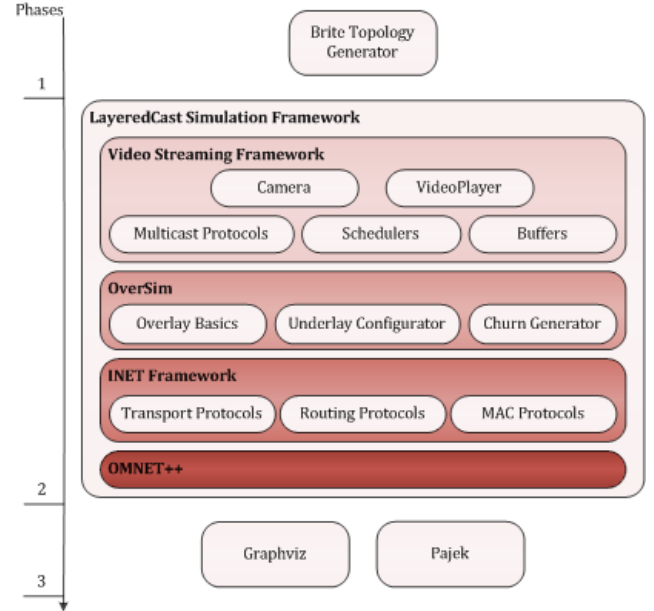 Phases
Brite Topology
Generator
1
LayeredCast Simulation Framework
Video Streaming Framework
Camera
VideoPlayer
Multicast Protocols
Schedulers
Buffers
OverSim
Overlay Basics
Underlay Configurator
Churn Generator
INET Framework
Transport Protocols
Routing Protocols
MAC Protocols
OMNET++
2
Graphviz
Pajek
3